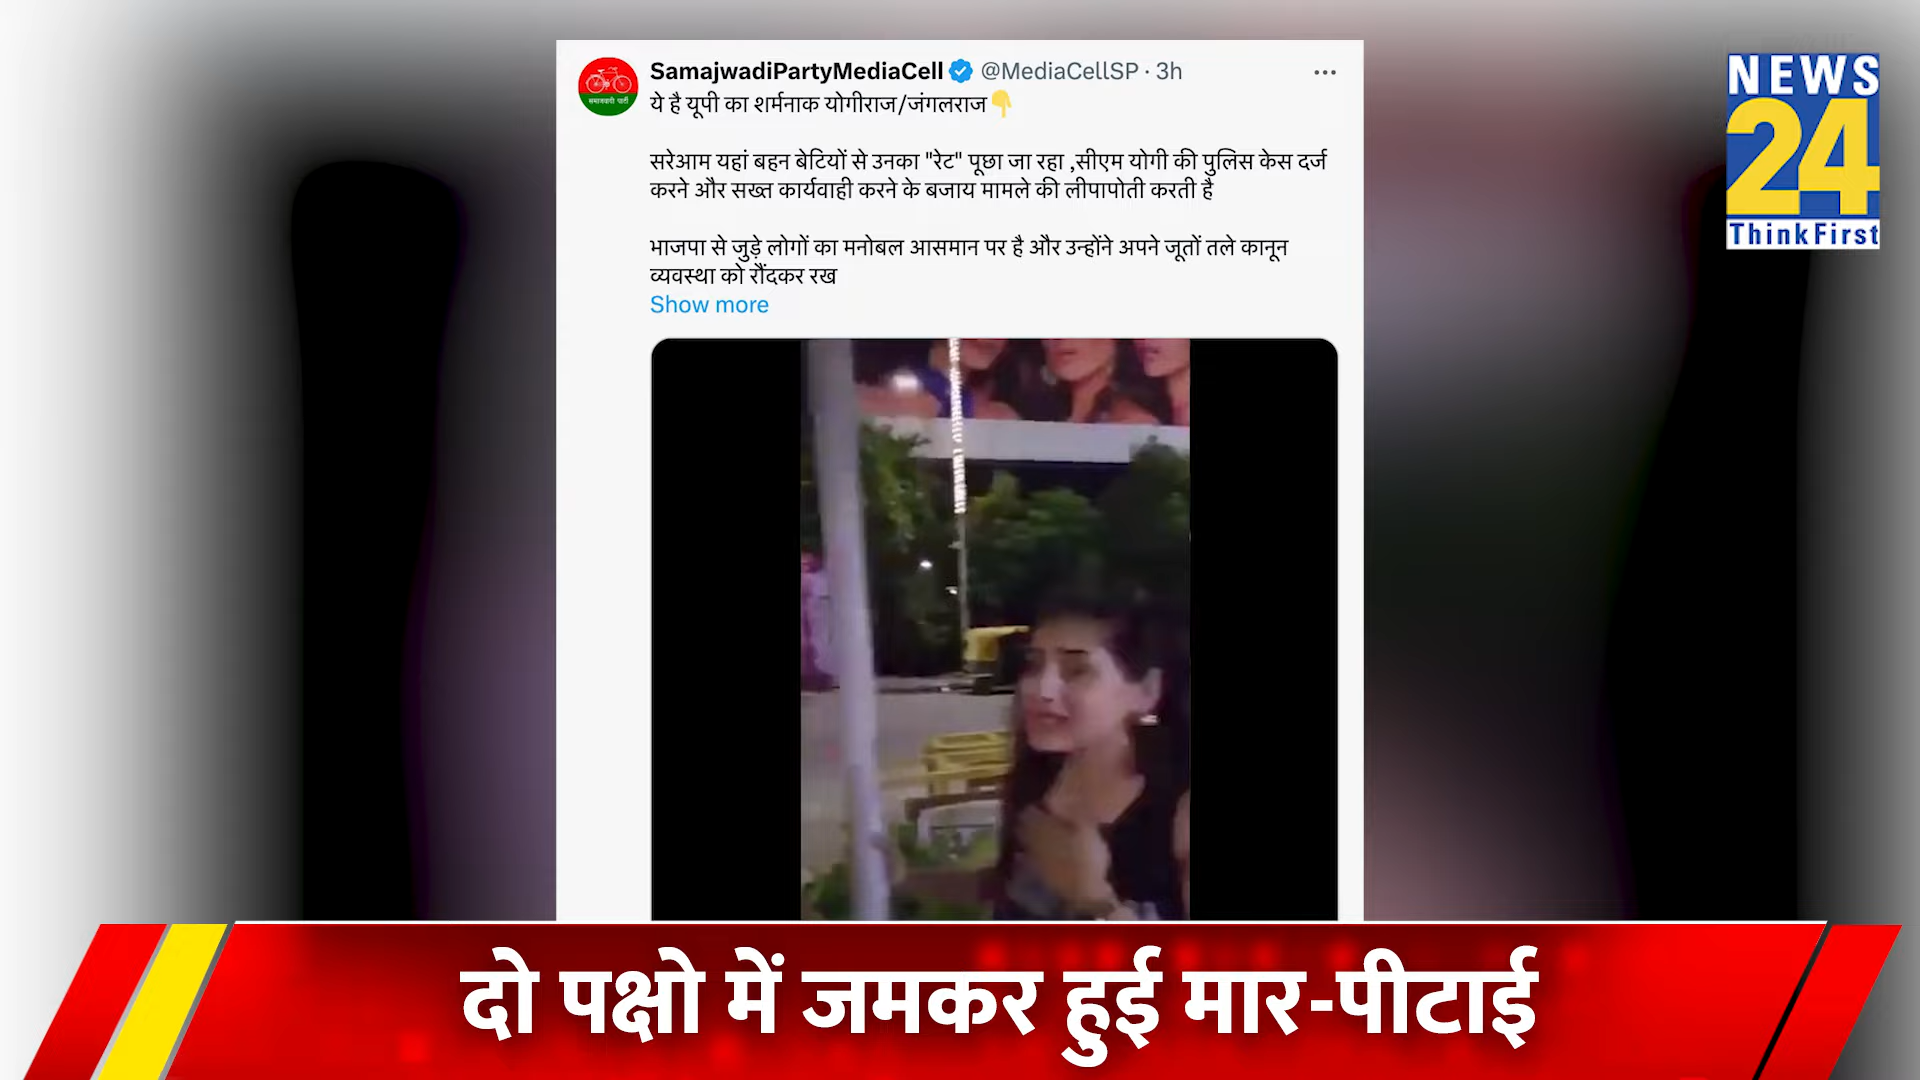 SamajwadiPartyMediaCell @MediaCellSP · 3h
ये है यूपी का शर्मनाक योगीराज/जंगलराज👇
सरेआम यहां बहन बेटियों से उनका "रेट" पूछा जा रहा ,सीएम योगी की पुलिस केस दर्ज
करने और सख्त कार्यवाही करने के बजाय मामले की लीपापोती करती है
भाजपा से जुड़े लोगों का मनोबल आसमान पर है और उन्होंने अपने जूतों तले कानून
व्यवस्था को रौंदकर रख
Show more
समाजवादी पार्टी
NEWS
24
ThinkFirst
दो पक्षो में जमकर हुई मार-पीटाई